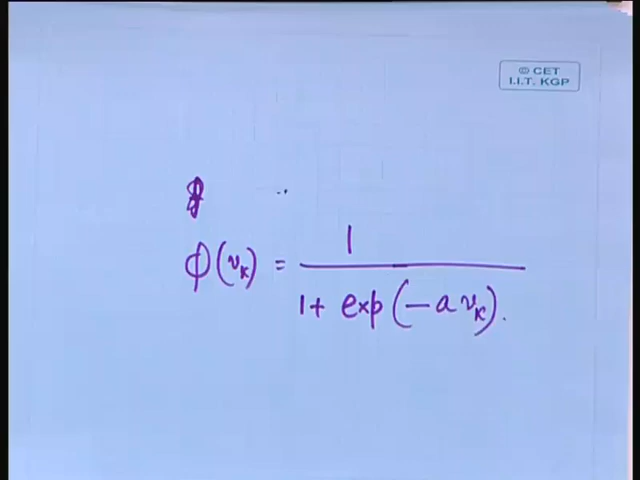 © CET
I.I.T. KGP
φ(v_k) = 1 / (1 + exp(-a v_k).